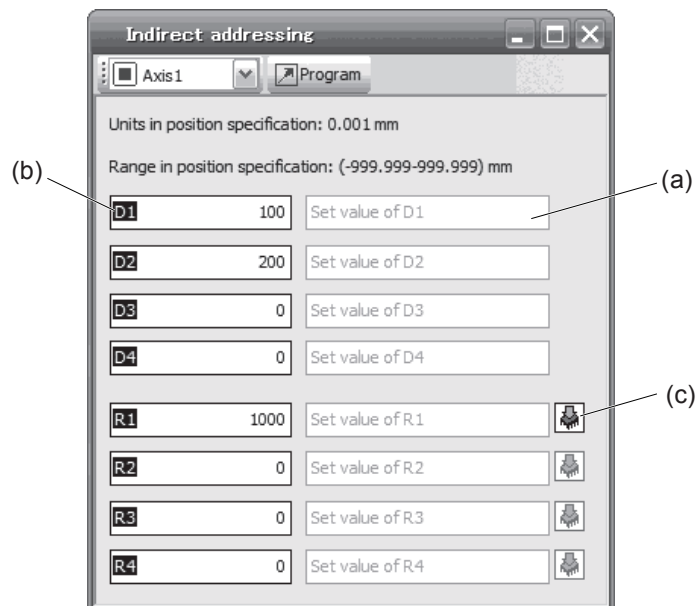 Indirect addressing
Axis1 Program
Units in position specification: 0.001 mm
Range in position specification: (-999.999-999.999) mm
(b)
(a)
D1 100 Set value of D1
D2 200 Set value of D2
D3 0 Set value of D3
D4 0 Set value of D4
(c)
R1 1000 Set value of R1
R2 0 Set value of R2
R3 0 Set value of R3
R4 0 Set value of R4